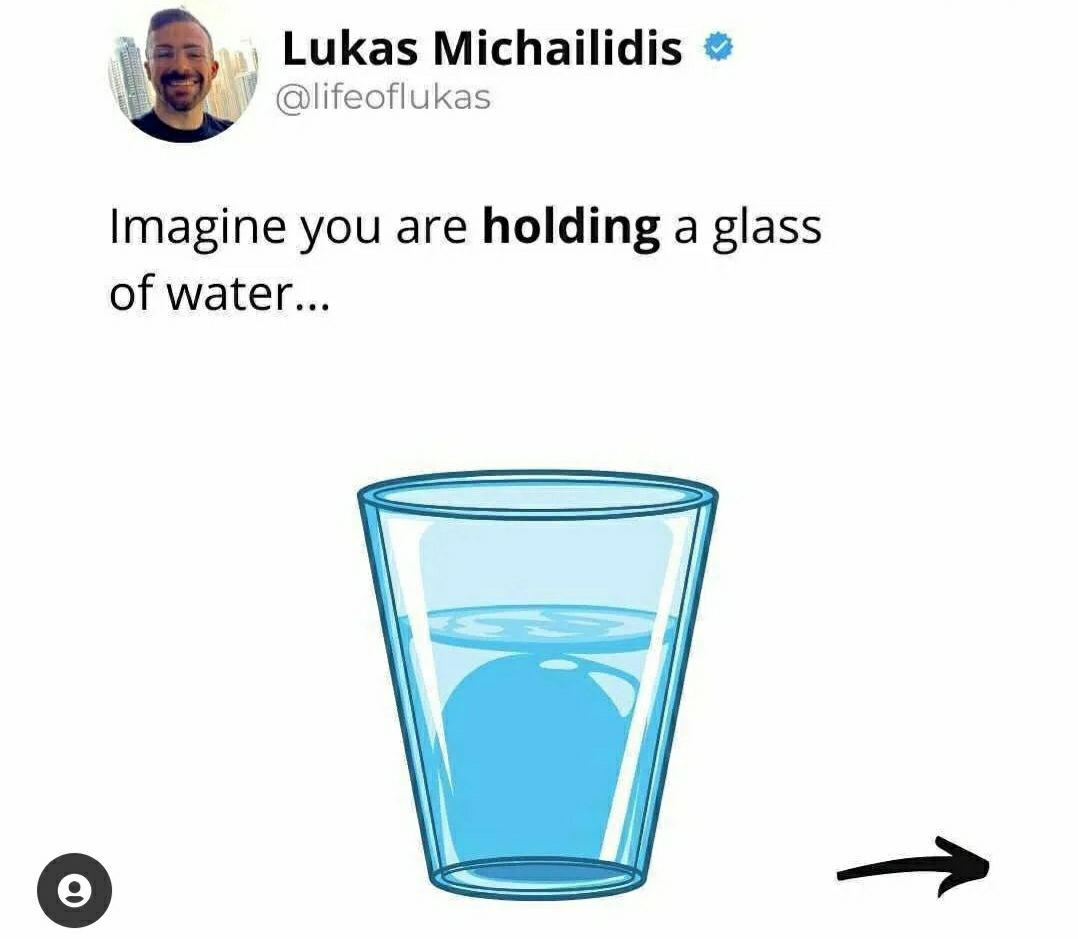 Lukas Michailidis
@lifeoflukas
Imagine you are holding a glass
of water...